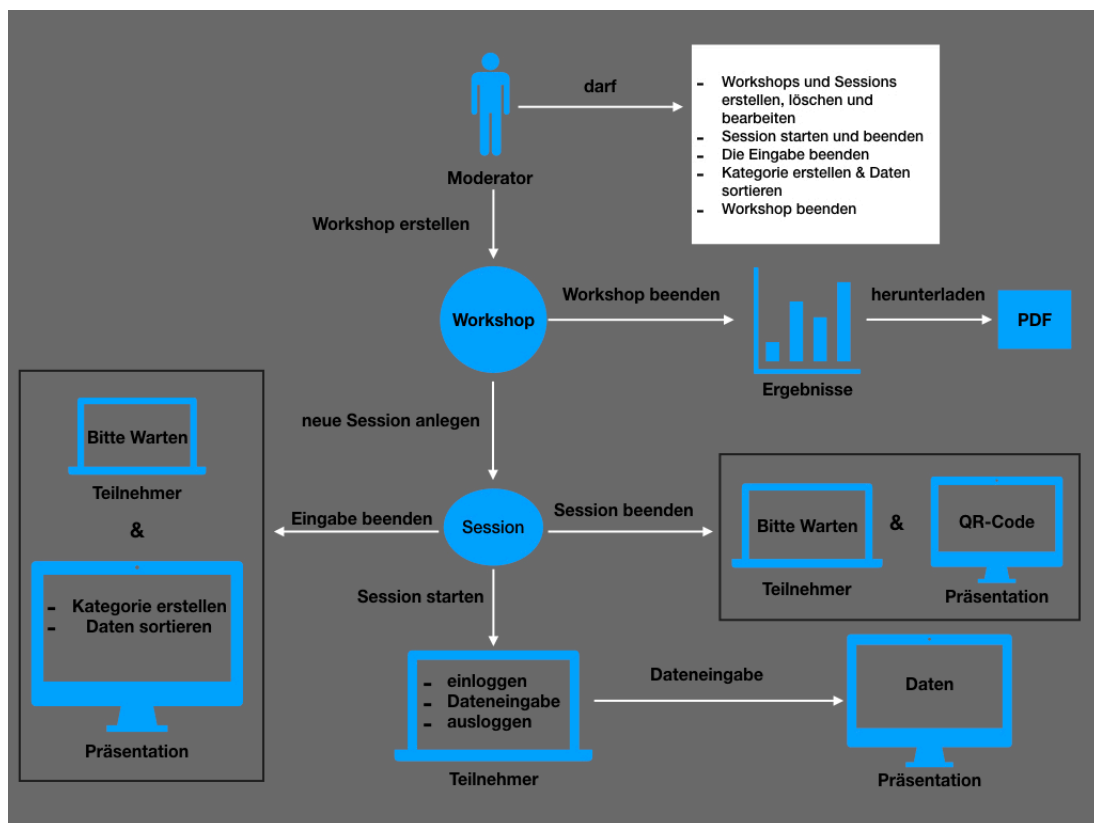 darf
- Workshops und Sessions
erstellen, löschen und
bearbeiten
- Session starten und beenden
- Die Eingabe beenden
- Kategorie erstellen & Daten
sortieren
- Workshop beenden
Moderator
Workshop erstellen
Workshop
Workshop beenden
Ergebnisse
herunterladen
PDF
neue Session anlegen
Bitte Warten
Teilnehmer
&
- Kategorie erstellen
- Daten sortieren
Präsentation
Eingabe beenden
Session
Session beenden
Bitte Warten
Teilnehmer
&
QR-Code
Präsentation
Session starten
- einloggen
- Dateneingabe
- ausloggen
Teilnehmer
Dateneingabe
Daten
Präsentation